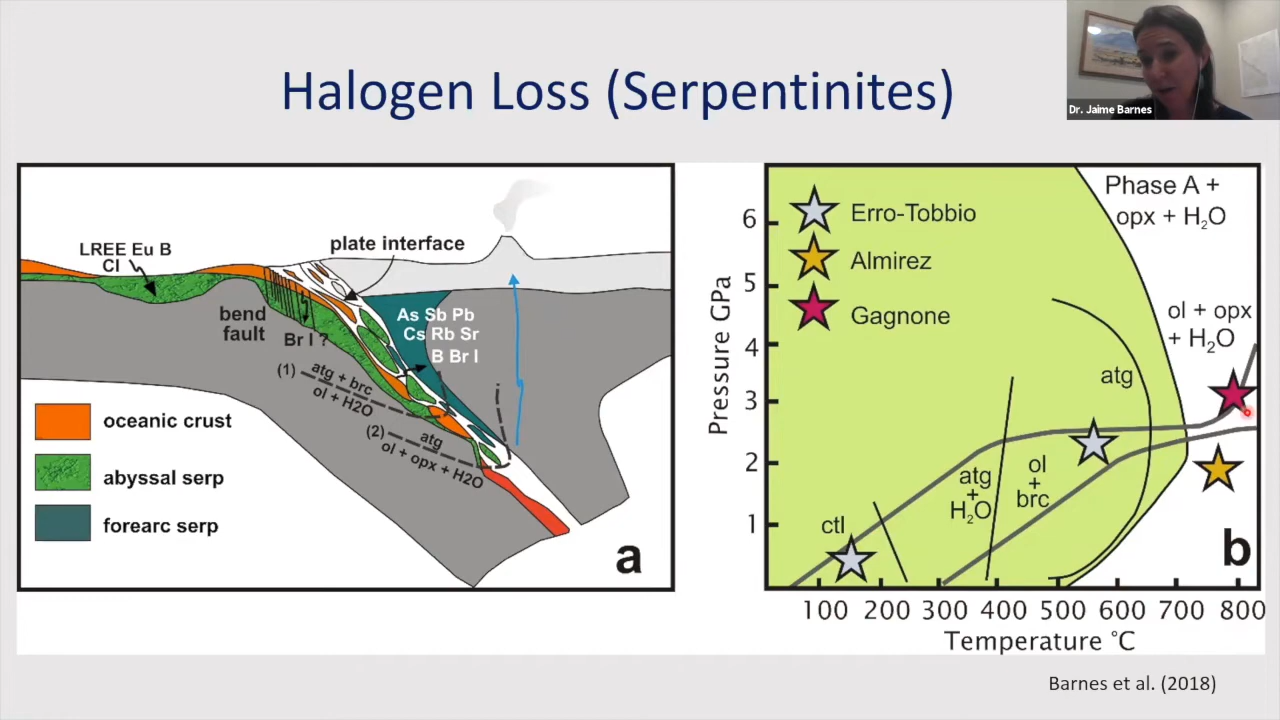 Halogen Loss (Serpentinites)
Dr. Jaime Barnes
LREE Eu B
Cl
plate interface
bend
fault
Br I ?
As Sb Pb
Cs Rb Sr
B Br I
(1)
atg + brc
ol + H2O
(2)
atg
ol + opx + H2O
oceanic crust
abyssal serp
forearc serp
a
Pressure GPa
6
5
4
3
2
1
Erro-Tobbio
Almirez
Gagnone
Phase A +
opx + H₂O
ol + opx
+ H₂O
atg
atg
+
H₂O
ol
+
brc
ctl
b
100 200 300 400 500 600 700 800
Temperature °C
Barnes et al. (2018)